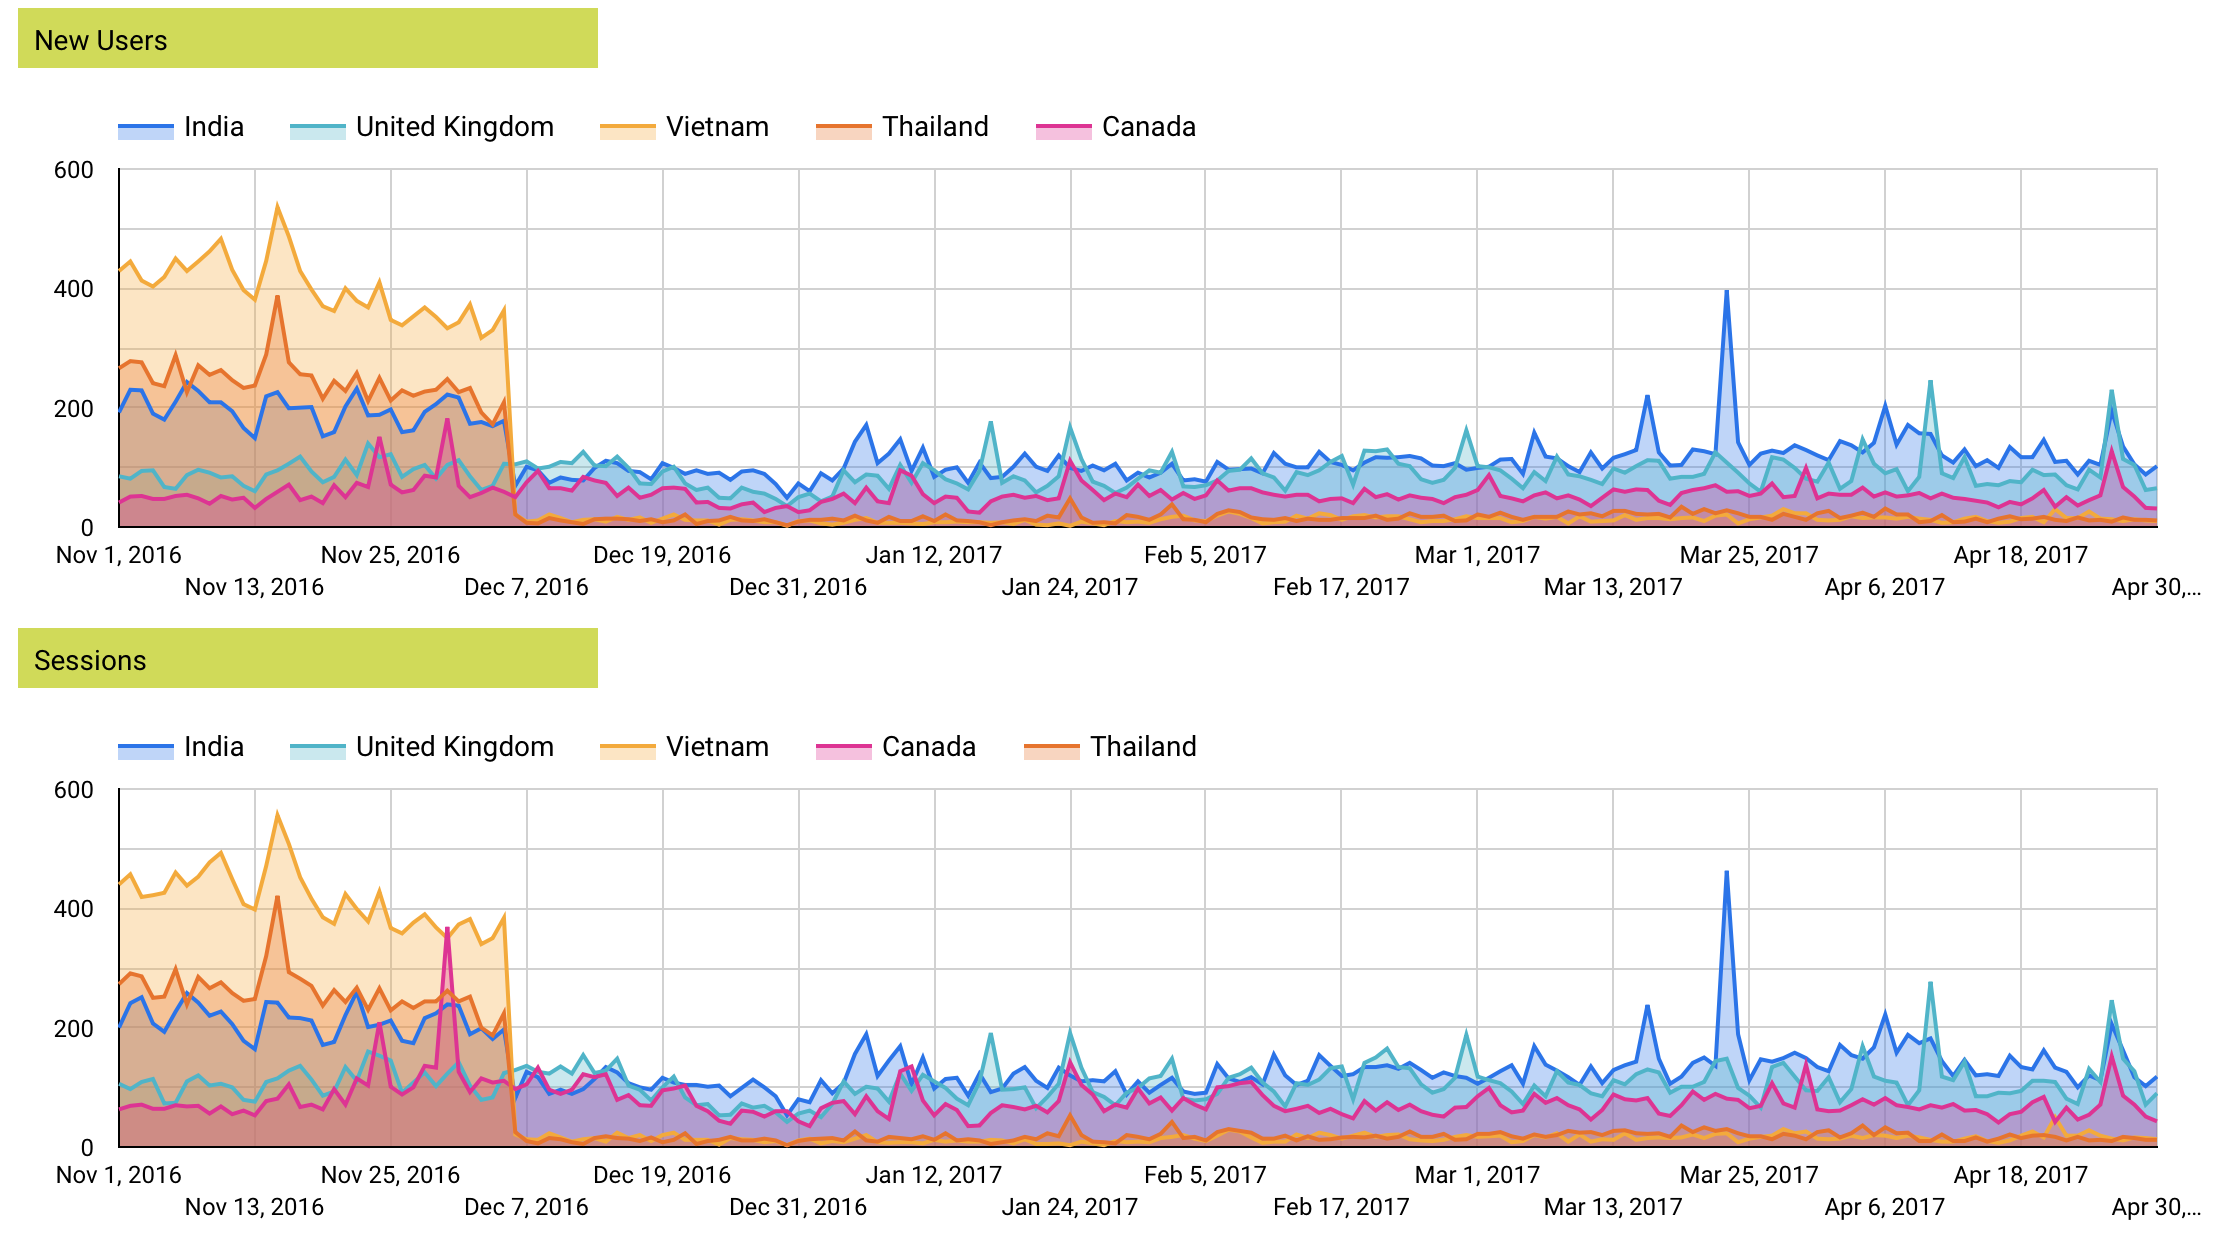 New Users
India United Kingdom Vietnam Thailand Canada
600
400
200
0
Nov 1, 2016 Nov 25, 2016 Dec 19, 2016 Jan 12, 2017 Feb 5, 2017 Mar 1, 2017 Mar 25, 2017 Apr 18, 2017
Nov 13, 2016 Dec 7, 2016 Dec 31, 2016 Jan 24, 2017 Feb 17, 2017 Mar 13, 2017 Apr 6, 2017 Apr 30,...
Sessions
India United Kingdom Vietnam Canada Thailand
600
400
200
0
Nov 1, 2016 Nov 25, 2016 Dec 19, 2016 Jan 12, 2017 Feb 5, 2017 Mar 1, 2017 Mar 25, 2017 Apr 18, 2017
Nov 13, 2016 Dec 7, 2016 Dec 31, 2016 Jan 24, 2017 Feb 17, 2017 Mar 13, 2017 Apr 6, 2017 Apr 30,...